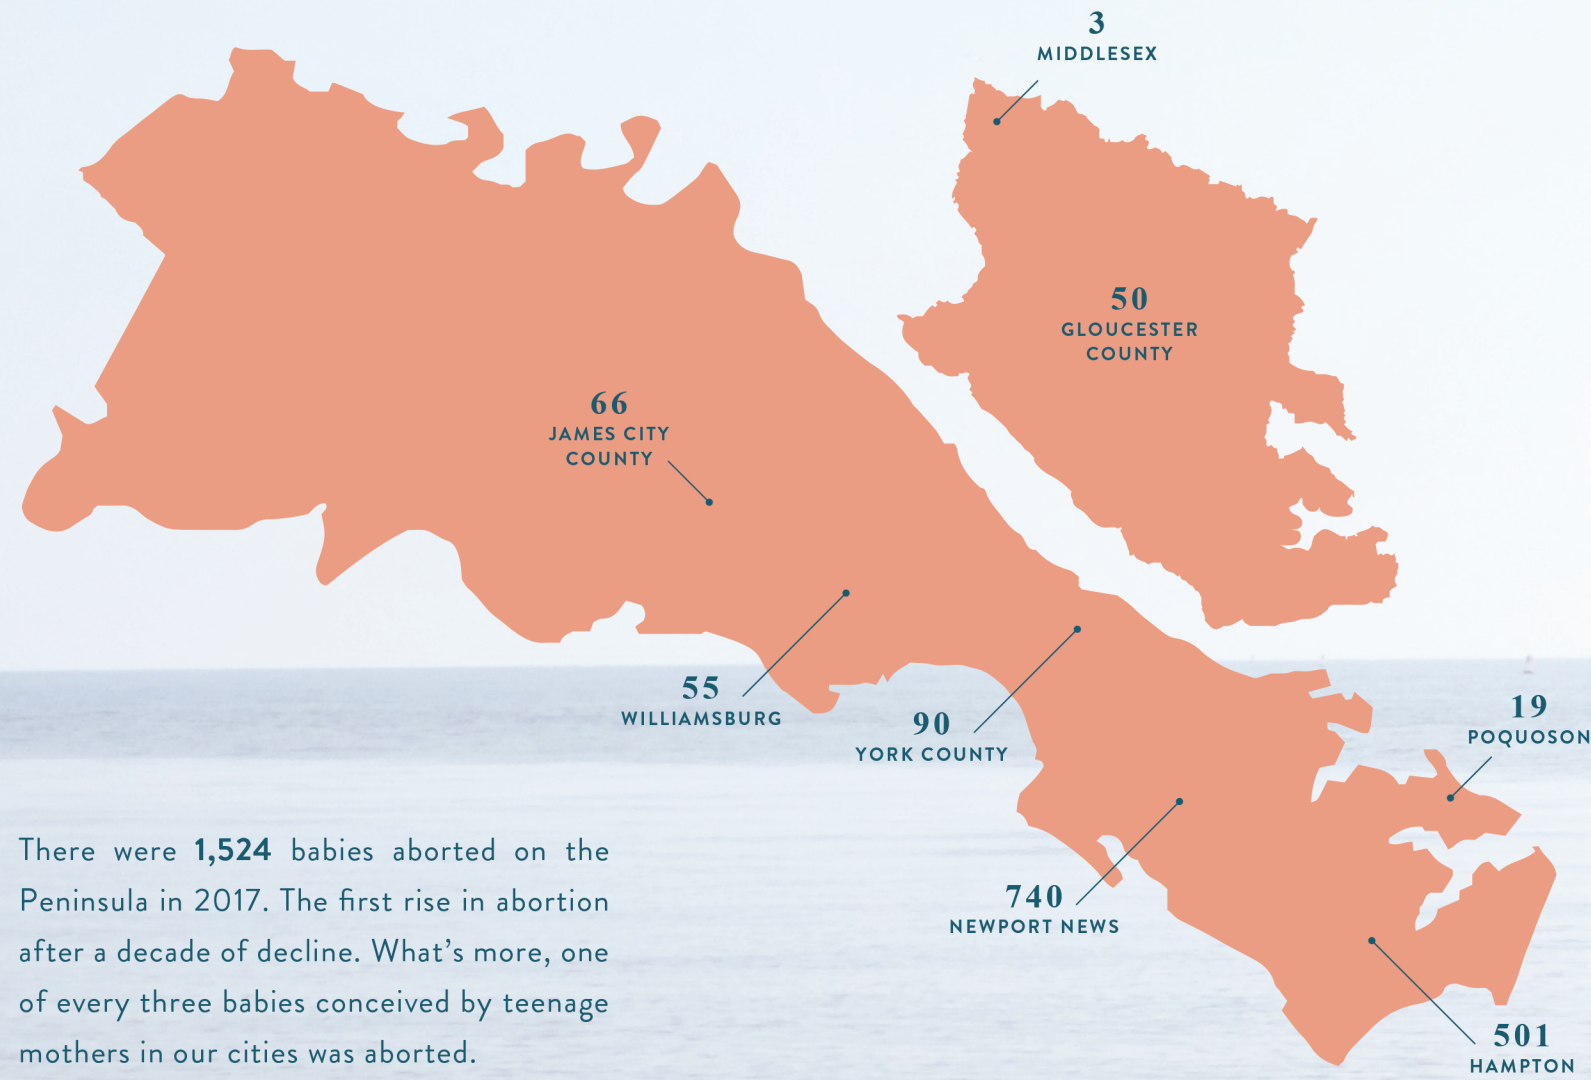 3
MIDDLESEX
50
GLOUCESTER
COUNTY
66
JAMES CITY
COUNTY
55
WILLIAMSBURG
90
YORK COUNTY
19
POQUOSON
740
NEWPORT NEWS
501
HAMPTON
There were 1,524 babies aborted on the
Peninsula in 2017. The first rise in abortion
after a decade of decline. What's more, one
of every three babies conceived by teenage
mothers in our cities was aborted.